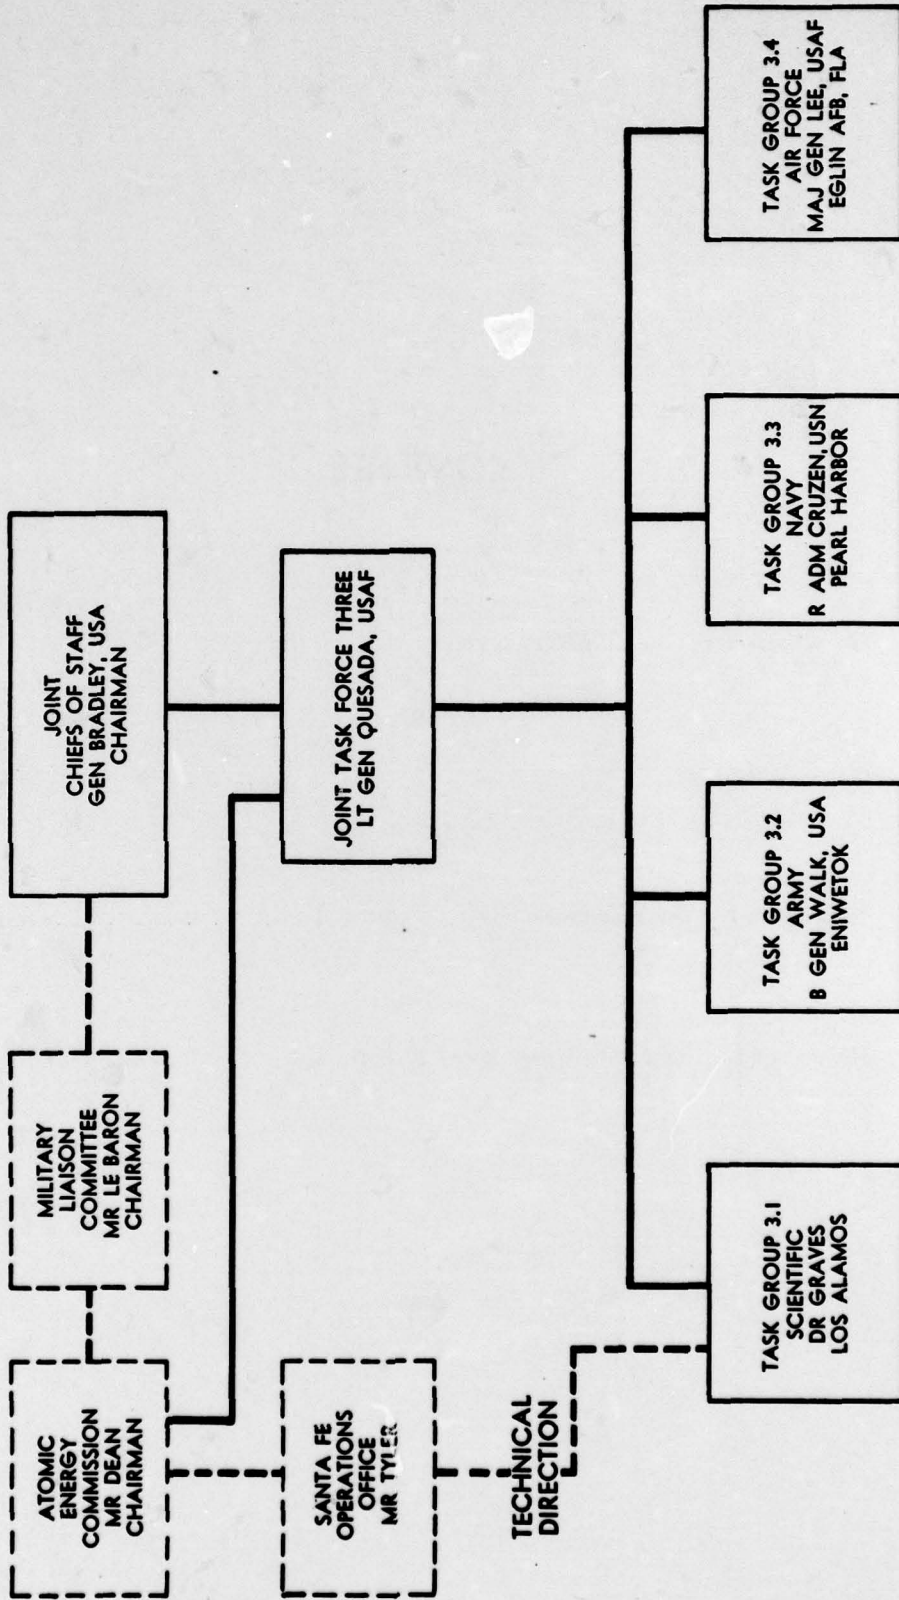 ATOMIC
ENERGY
COMMISSION
MR DEAN
CHAIRMAN
MILITARY
LIAISON
COMMITTEE
MR LE BARON
CHAIRMAN
JOINT
CHIEFS OF STAFF
GEN BRADLEY, USA
CHAIRMAN
SANTA FE
OPERATIONS
OFFICE
MR TYLER
JOINT TASK FORCE THREE
LT GEN QUESADA, USAF
TECHNICAL
DIRECTION
TASK GROUP 3.1
SCIENTIFIC
DR GRAVES
LOS ALAMOS
TASK GROUP 3.2
ARMY
B GEN WALK, USA
ENIWETOK
TASK GROUP 3.3
NAVY
R ADM CRUZEN, USN
PEARL HARBOR
TASK GROUP 3.4
AIR FORCE
MAJ GEN LEE, USAF
EGLIN AFB, FLA